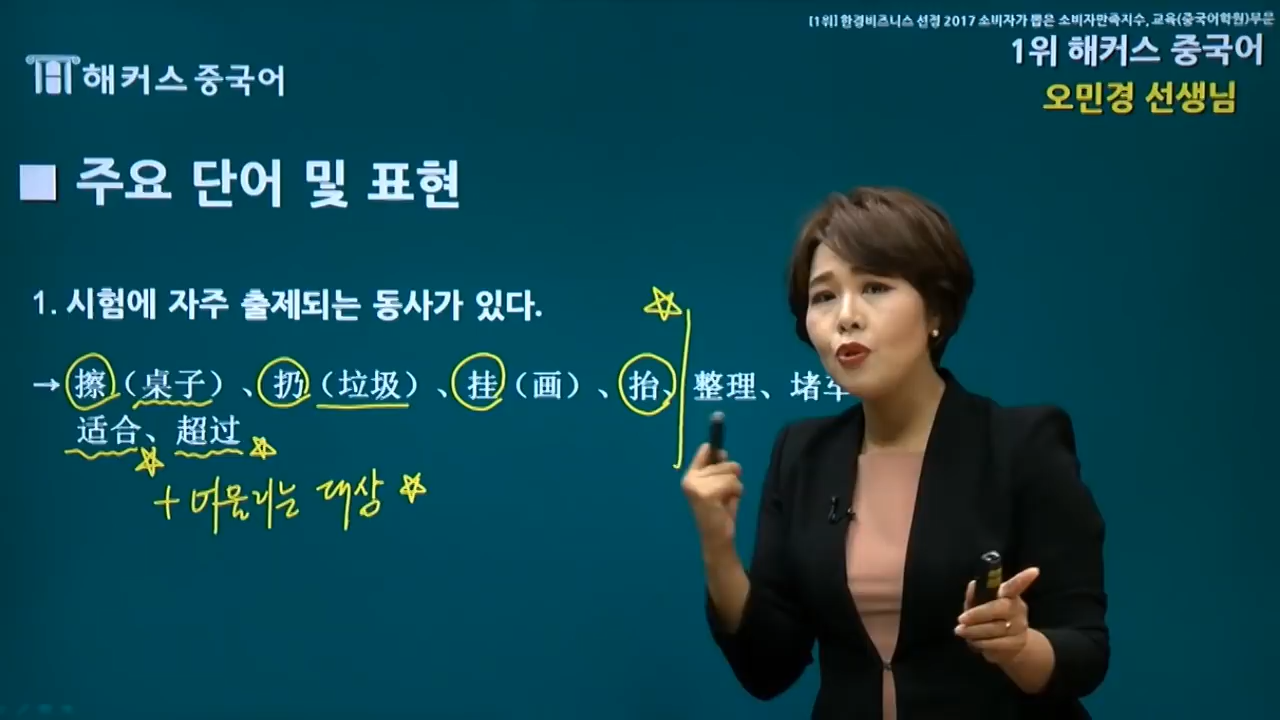 [1위] 한경비즈니스 선정 2017 소비자가 뽑은 소비자만족지수, 교육(중국어학원)부문
1위 해커스 중국어
해커스 중국어
오민경 선생님
■ 주요 단어 및 표현
1. 시험에 자주 출제되는 동사가 있다.
→ 擦（桌子）、扔（垃圾）、挂（画）、抬、整理、堵车
适合、超过
+ 어울리는 대상